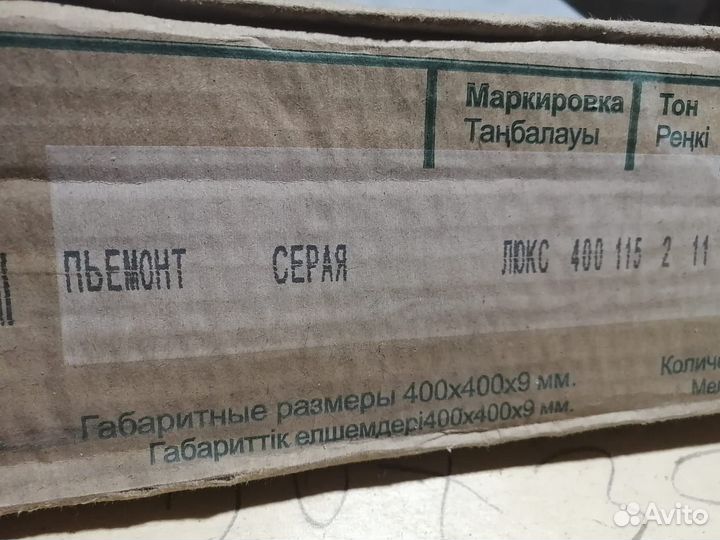 Маркировка Тон
Таңбалауы Реңкі
ПЬЕМОНТ СЕРАЯ ЛЮКС 400 115 2 11
Габаритные размеры 400х400х9 мм.
Габариттік елшемдері400х400х9 мм.
Avito